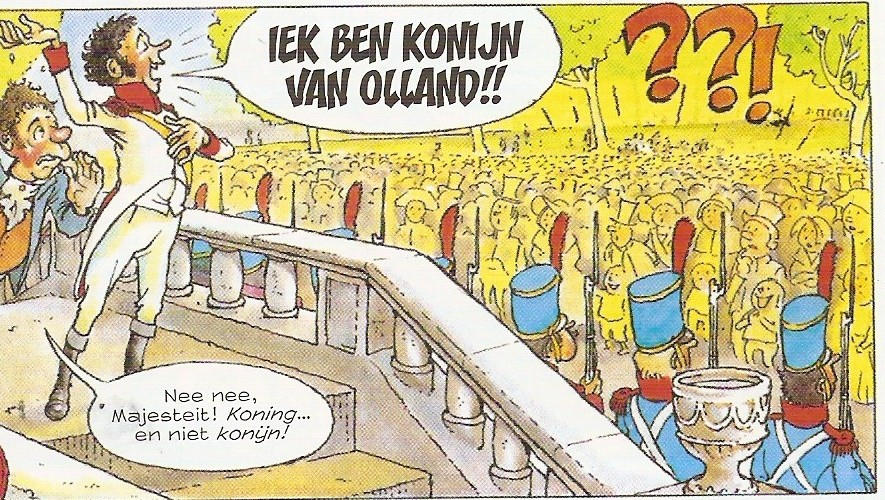 IEK BEN KONIJN
VAN OLLAND!!
??!
Nee nee,
Majesteit! Koning...
en niet konijn!